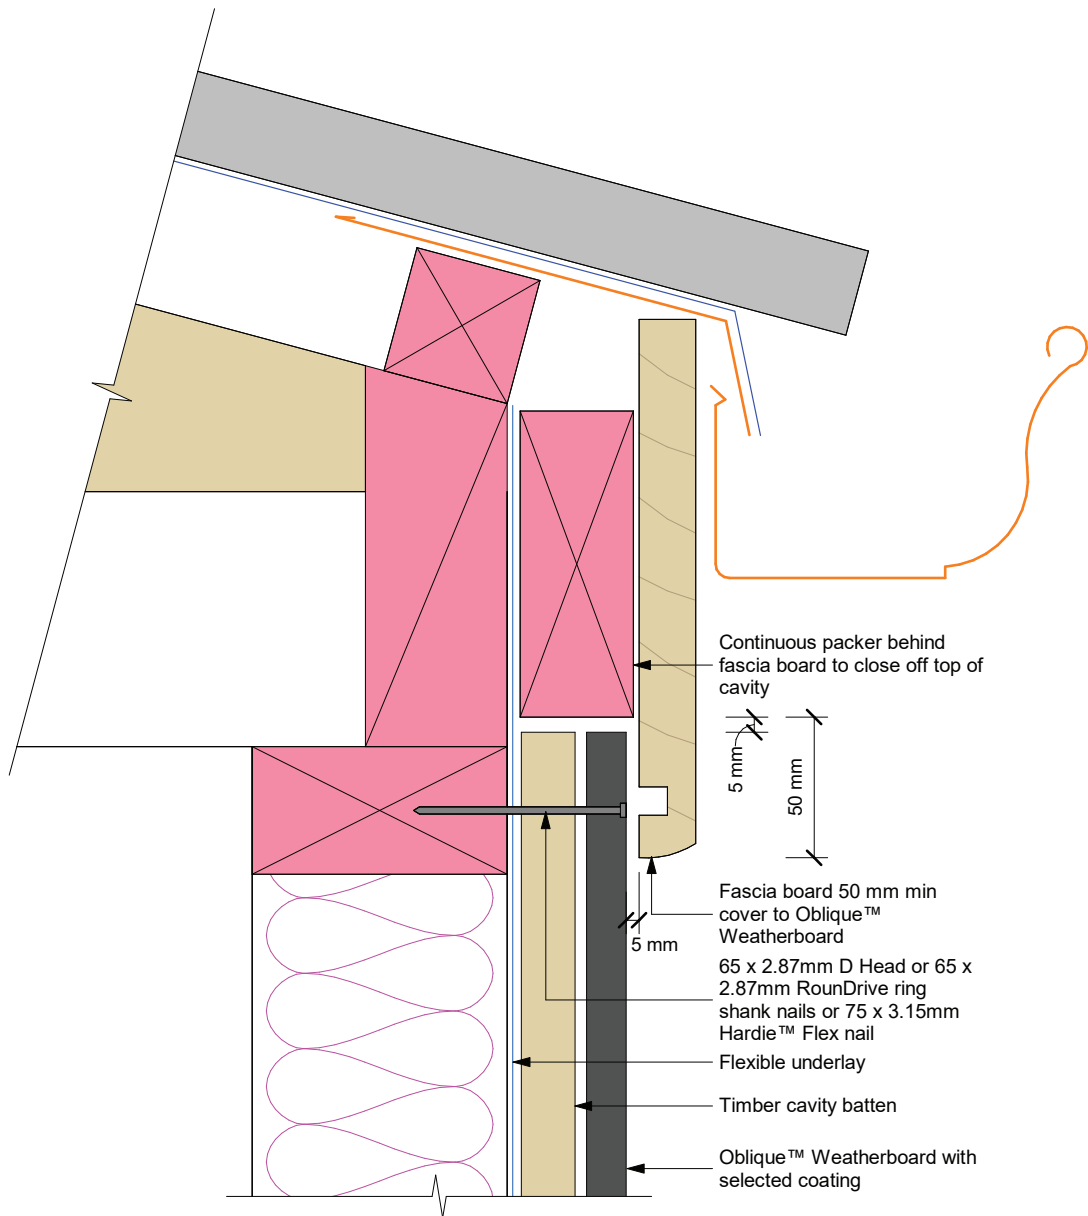 Continuous packer behind
fascia board to close off top of
cavity
5 mm
50 mm
Fascia board 50 mm min
cover to Oblique™
Weatherboard
5 mm
65 x 2.87mm D Head or 65 x
2.87mm RounDrive ring
shank nails or 75 x 3.15mm
Hardie™ Flex nail
Flexible underlay
Timber cavity batten
Oblique™ Weatherboard with
selected coating